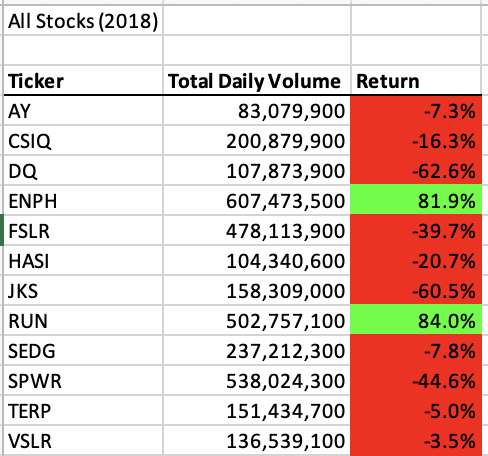 All Stocks (2018)
Ticker Total Daily Volume Return
AY 83,079,900 -7.3%
CSIQ 200,879,900 -16.3%
DQ 107,873,900 -62.6%
ENPH 607,473,500 81.9%
FSLR 478,113,900 -39.7%
HASI 104,340,600 -20.7%
JKS 158,309,000 -60.5%
RUN 502,757,100 84.0%
SEDG 237,212,300 -7.8%
SPWR 538,024,300 -44.6%
TERP 151,434,700 -5.0%
VSLR 136,539,100 -3.5%